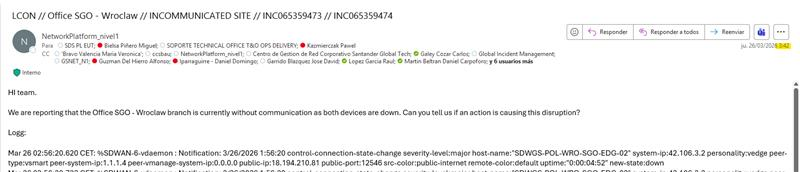 LCON // Office SGO - Wroclaw // INCOMMUNICATED SITE // INC065359473 // INC065359474
N
NetworkPlatform_nivel1
Para SDS PL EUT; Bielsa Piñero Miguel; SOPORTE TECHNICAL OFFICE T&O OPS DELIVERY; Kazmierczak Pawel
CC 'Bravo Valencia Maria Veronica'; ccsbau; NetworkPlatform_nivel1; Centro de Gestion de Red Corporativo Santander Global Tech; Galey Cozar Carlos; Global Incident Management;
GSNET_N1; Guzman Del Hierro Alfonso; Iparraguirre - Daniel Domingo; Garrido Blazquez Jose David; Lopez Garcia Raul; Martin Beltran Daniel Carpoforo; y 6 usuarios más
Responder Responder a todos Reenviar
ju. 26/03/2026 3:42
Interno
HI team.
We are reporting that the Office SGO - Wroclaw branch is currently without communication as both devices are down. Can you tell us if an action is causing this disruption?
Logg:
Mar 26 02:56:20.620 CET: %SDWAN-6-vdaemon : Notification: 3/26/2026 1:56:20 control-connection-state-change severity-level:major host-name:"SDWGS-POL-WRO-SGO-EDG-02" system-ip:42.106.3.2 personality:vedge peer-
type:vsmart peer-system-ip:1.1.1.4 peer-vmanage-system-ip:0.0.0.0 public-ip:18.194.210.81 public-port:12546 src-color:public-internet remote-color:default uptime:"0:00:04:52" new-state:down